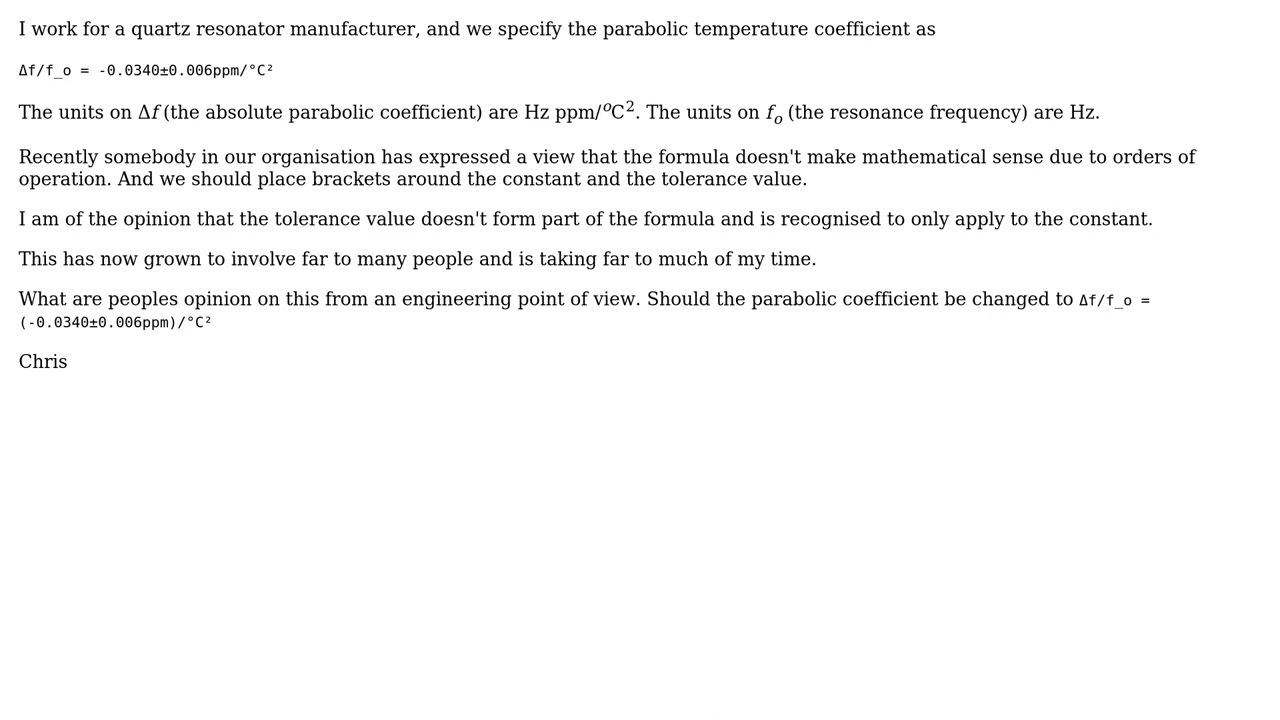 I work for a quartz resonator manufacturer, and we specify the parabolic temperature coefficient as
Δf/f_o = -0.0340±0.006ppm/°C²
The units on Δf (the absolute parabolic coefficient) are Hz ppm/ᵒC². The units on fₒ (the resonance frequency) are Hz.
Recently somebody in our organisation has expressed a view that the formula doesn't make mathematical sense due to orders of
operation. And we should place brackets around the constant and the tolerance value.
I am of the opinion that the tolerance value doesn't form part of the formula and is recognised to only apply to the constant.
This has now grown to involve far to many people and is taking far to much of my time.
What are peoples opinion on this from an engineering point of view. Should the parabolic coefficient be changed to Δf/f_o =
(-0.0340±0.006ppm)/°C²
Chris